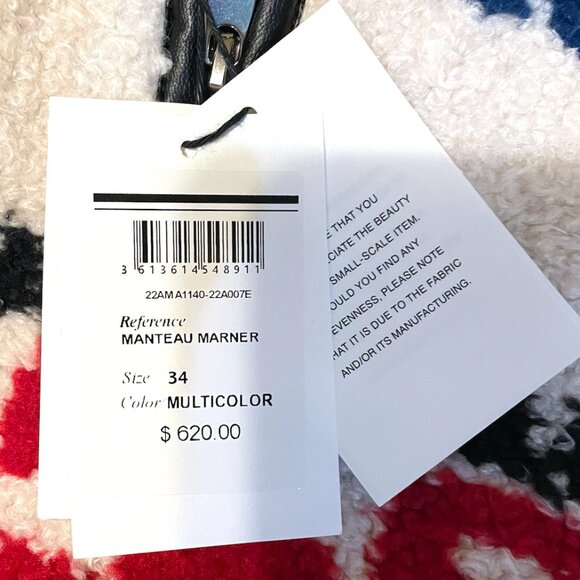 3 613614 548911
22AMA1140-22A007E
Reference
MANTEAU MARNER
Size 34
Color MULTICOLOR
$ 620.00
E THAT YOU
CIATE THE BEAUTY
SMALL-SCALE ITEM.
OULD YOU FIND ANY
EVENNESS, PLEASE NOTE
HAT IT IS DUE TO THE FABRIC
AND/OR ITS MANUFACTURING.